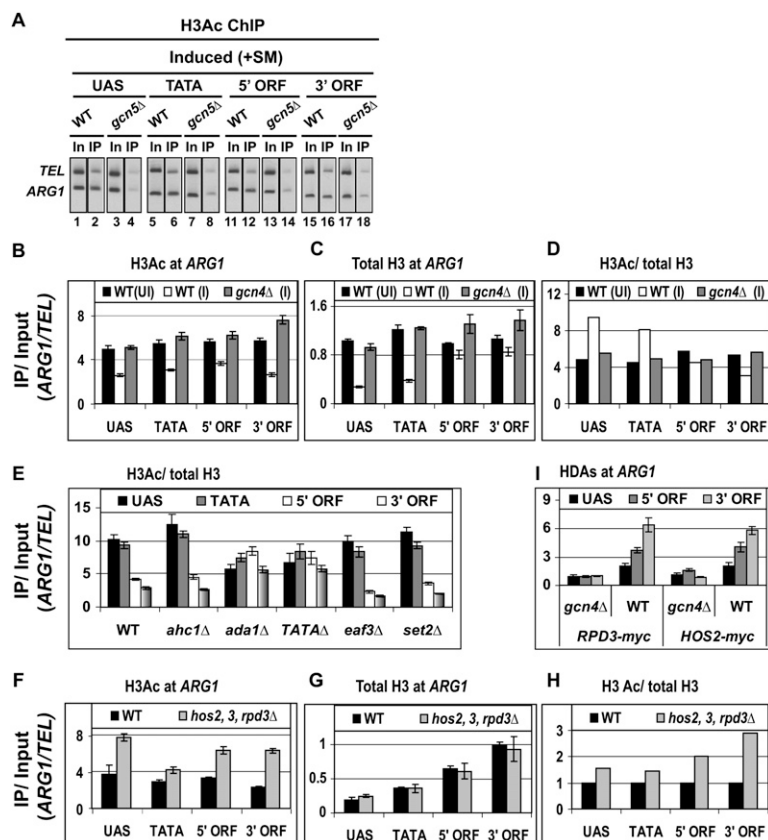 A
H3Ac ChIP
Induced (+SM)
UAS TATA 5' ORF 3' ORF
WT gcn5Δ WT gcn5Δ WT gcn5Δ WT gcn5Δ
In IP In IP In IP In IP In IP In IP In IP In IP
TEL
ARG1
1 2 3 4 5 6 7 8 11 12 13 14 15 16 17 18
B H3Ac at ARG1
WT(UI) WT (I) gcn4Δ (I)
IP/ Input (ARG1/TEL)
8
4
0
UAS TATA 5' ORF 3' ORF
C Total H3 at ARG1
WT(UI) WT (I) gcn4Δ (I)
1.6
0.8
0
UAS TATA 5' ORF 3' ORF
D H3Ac/ total H3
WT(UI) WT (I) gcn4Δ (I)
12
8
4
0
UAS TATA 5' ORF 3' ORF
E H3Ac/ total H3
UAS TATA 5' ORF 3' ORF
IP/ Input (ARG1/TEL)
15
10
5
0
WT ahc1Δ ada1Δ TATAΔ eaf3Δ set2Δ
I HDAs at ARG1
UAS 5' ORF 3' ORF
9
6
3
0
gcn4Δ WT gcn4Δ WT
RPD3-myc HOS2-myc
F H3Ac at ARG1
WT hos2, 3, rpd3Δ
IP/ Input (ARG1/TEL)
8
4
0
UAS TATA 5' ORF 3' ORF
G Total H3 at ARG1
WT hos2, 3, rpd3Δ
1
0.5
0
UAS TATA 5' ORF 3' ORF
H H3 Ac/ total H3
WT hos2, 3, rpd3Δ
3
2
1
0
UAS TATA 5' ORF 3' ORF